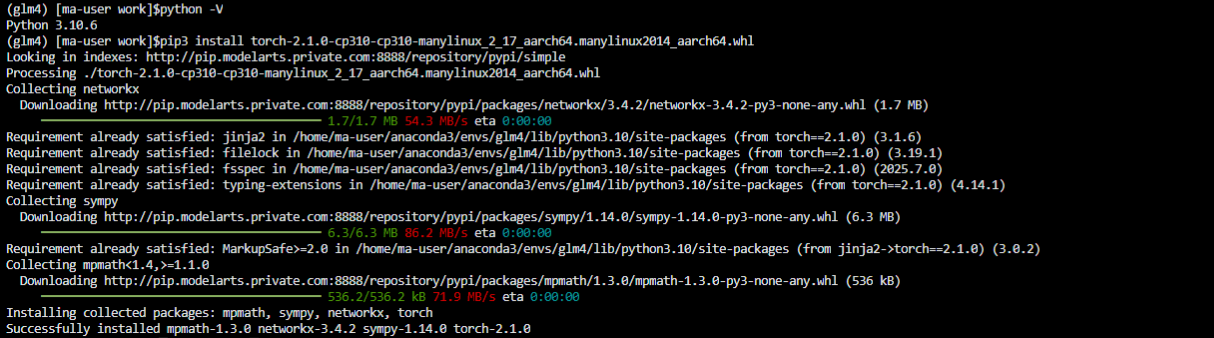 (glm4) [ma-user work]$python -V
Python 3.10.6
(glm4) [ma-user work]$pip3 install torch-2.1.0-cp310-cp310-manylinux_2_17_aarch64.manylinux2014_aarch64.whl
Looking in indexes: http://pip.modelarts.private.com:8888/repository/pypi/simple
Processing ./torch-2.1.0-cp310-cp310-manylinux_2_17_aarch64.manylinux2014_aarch64.whl
Collecting networkx
Downloading http://pip.modelarts.private.com:8888/repository/pypi/packages/networkx/3.4.2/networkx-3.4.2-py3-none-any.whl (1.7 MB)
1.7/1.7 MB 54.3 MB/s eta 0:00:00
Requirement already satisfied: jinja2 in /home/ma-user/anaconda3/envs/glm4/lib/python3.10/site-packages (from torch==2.1.0) (3.1.6)
Requirement already satisfied: filelock in /home/ma-user/anaconda3/envs/glm4/lib/python3.10/site-packages (from torch==2.1.0) (3.19.1)
Requirement already satisfied: fsspec in /home/ma-user/anaconda3/envs/glm4/lib/python3.10/site-packages (from torch==2.1.0) (2025.7.0)
Requirement already satisfied: typing-extensions in /home/ma-user/anaconda3/envs/glm4/lib/python3.10/site-packages (from torch==2.1.0) (4.14.1)
Collecting sympy
Downloading http://pip.modelarts.private.com:8888/repository/pypi/packages/sympy/1.14.0/sympy-1.14.0-py3-none-any.whl (6.3 MB)
6.3/6.3 MB 86.2 MB/s eta 0:00:00
Requirement already satisfied: MarkupSafe>=2.0 in /home/ma-user/anaconda3/envs/glm4/lib/python3.10/site-packages (from jinja2->torch==2.1.0) (3.0.2)
Collecting mpmath<1.4,>=1.1.0
Downloading http://pip.modelarts.private.com:8888/repository/pypi/packages/mpmath/1.3.0/mpmath-1.3.0-py3-none-any.whl (536 kB)
536.2/536.2 kB 71.9 MB/s eta 0:00:00
Installing collected packages: mpmath, sympy, networkx, torch
Successfully installed mpmath-1.3.0 networkx-3.4.2 sympy-1.14.0 torch-2.1.0